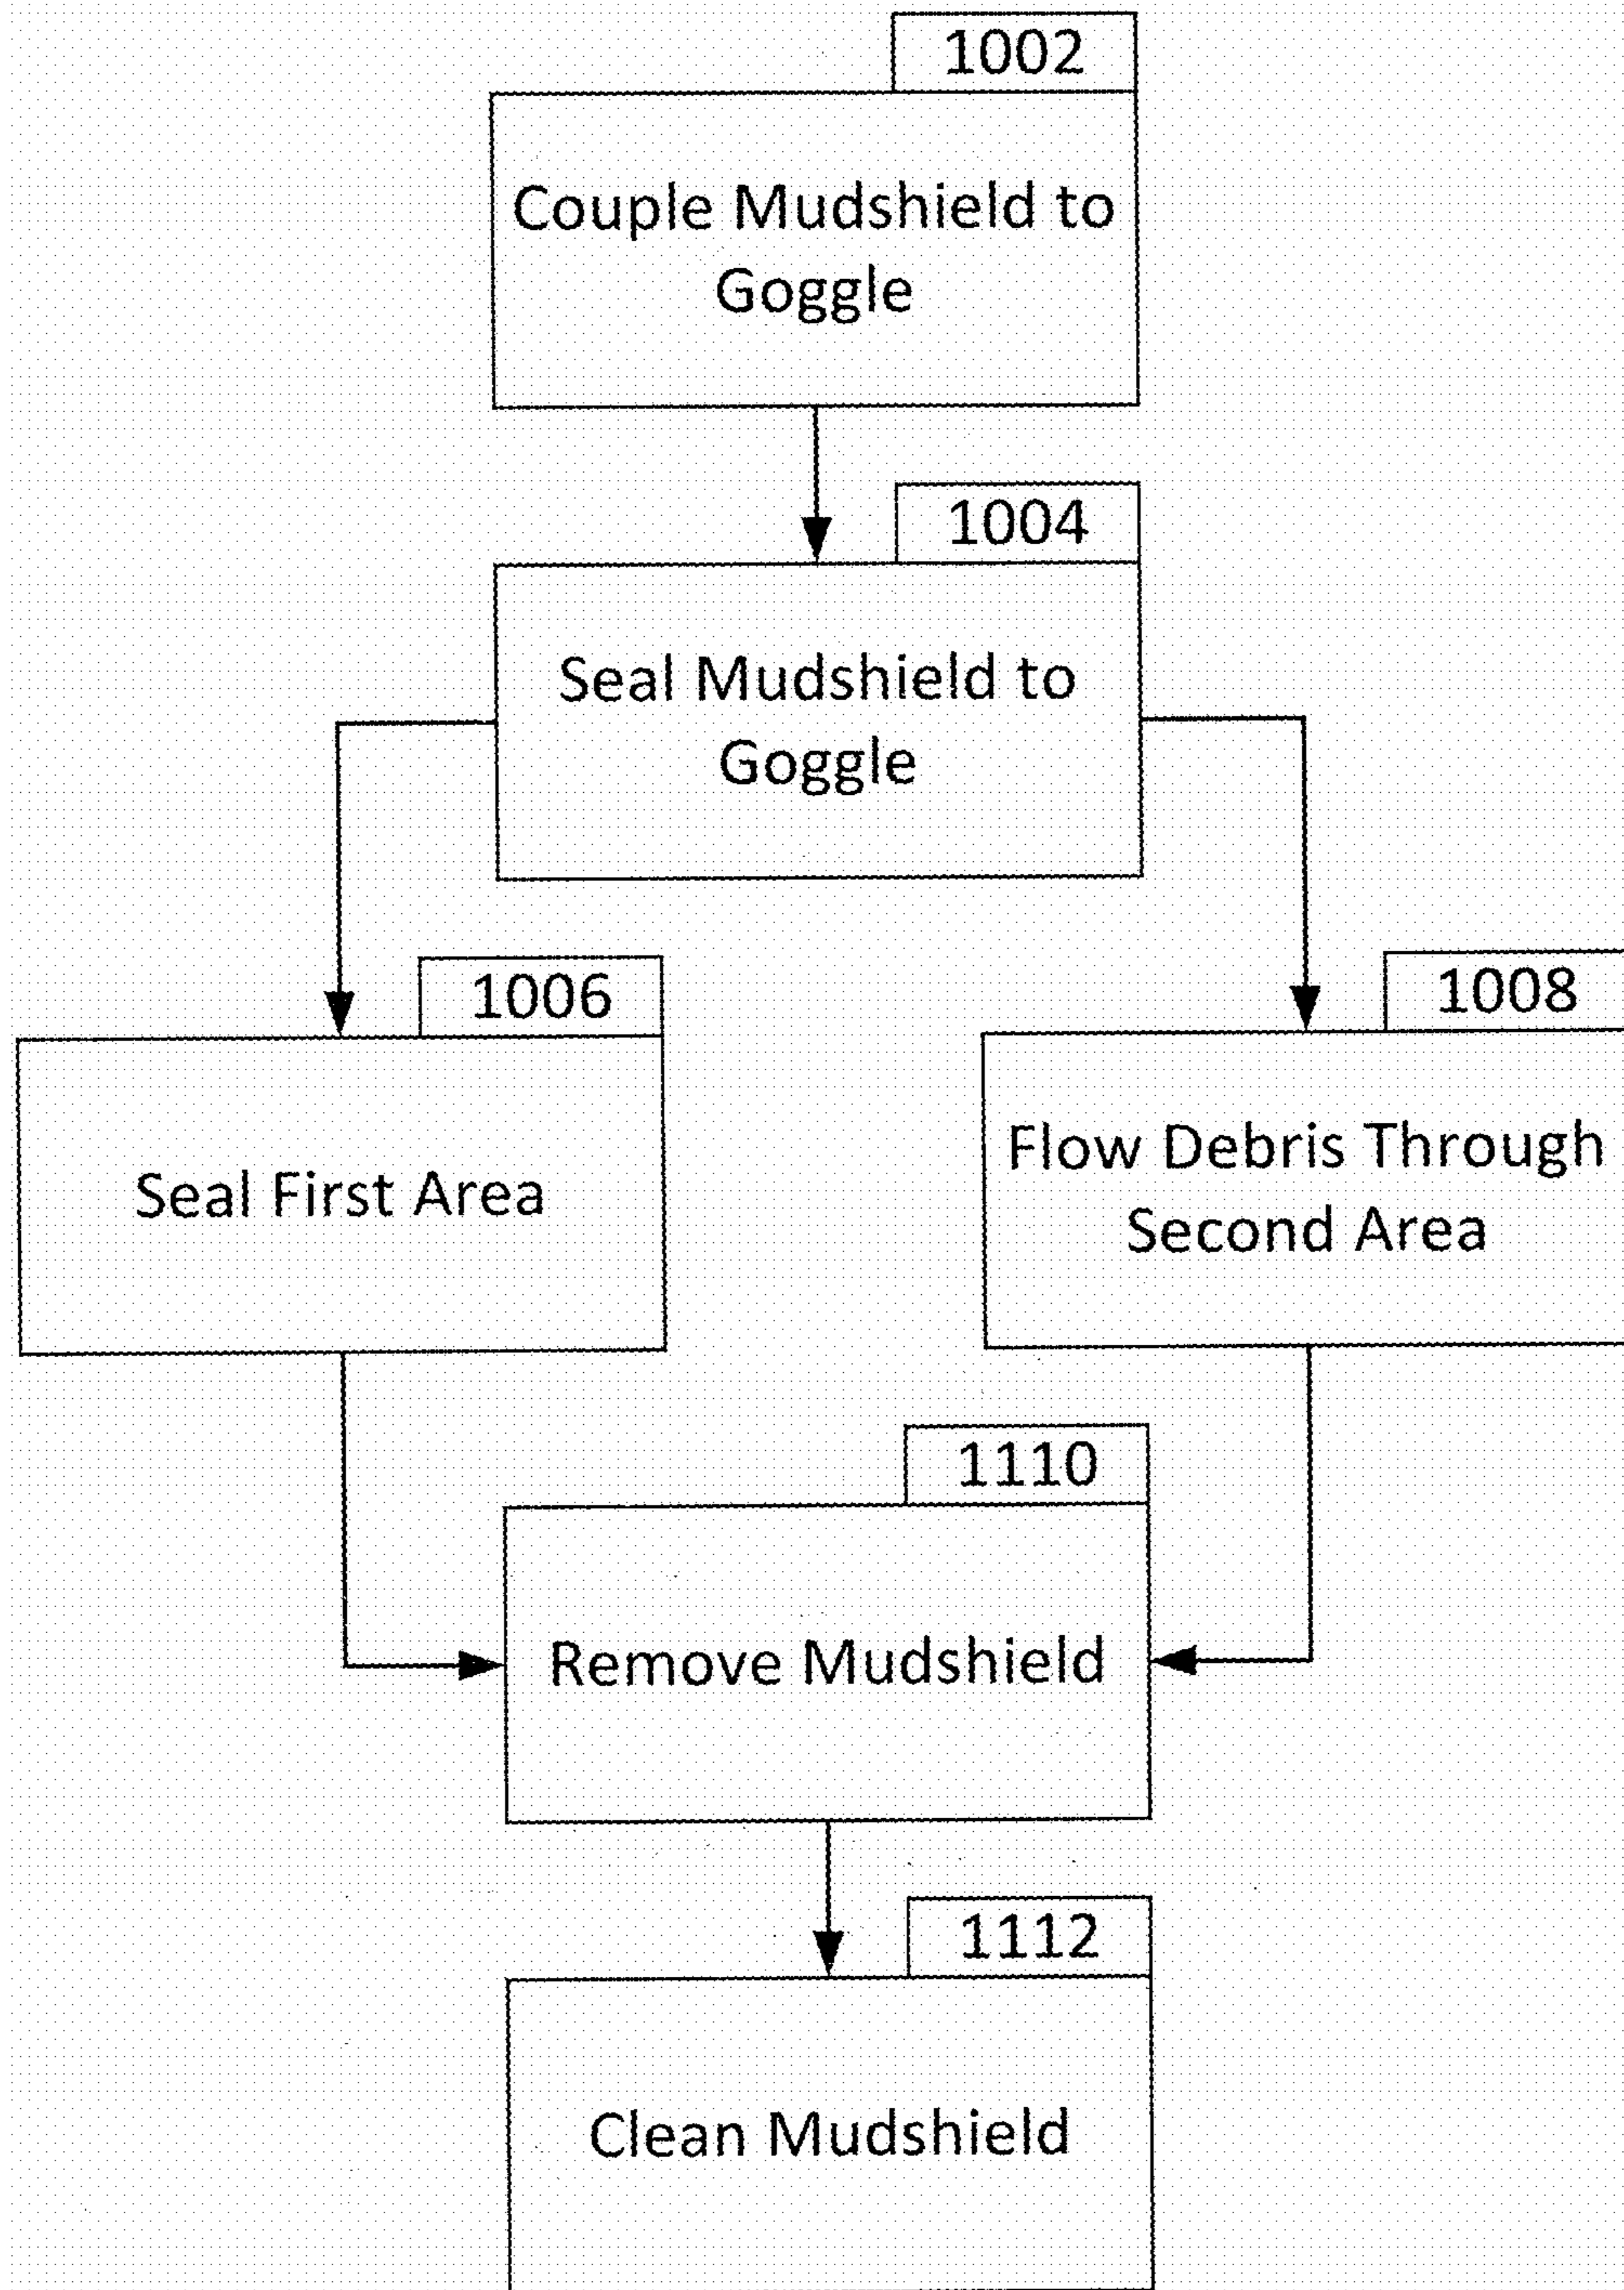 1002
Couple Mudshield to
Goggle
1004
Seal Mudshield to
Goggle
1006
Seal First Area
1008
Flow Debris Through
Second Area
1110
Remove Mudshield
1112
Clean Mudshield